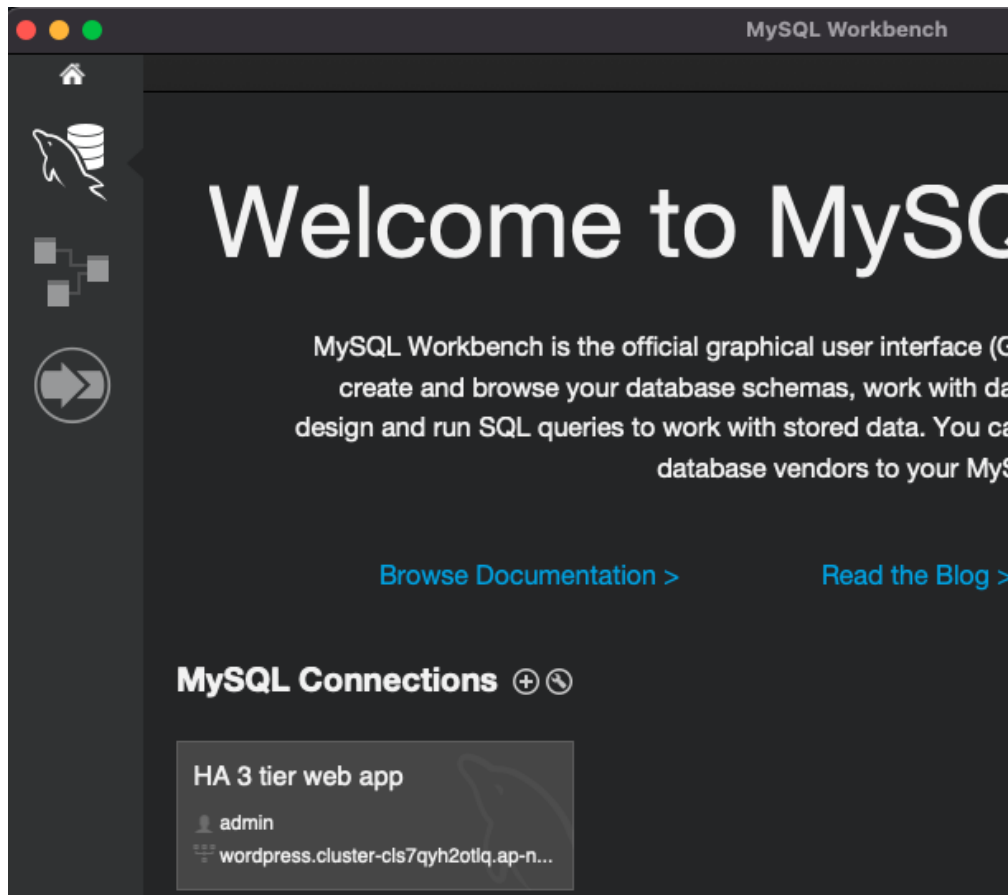 MySQL Workbench
Welcome to MySQ
MySQL Workbench is the official graphical user interface (G
create and browse your database schemas, work with da
design and run SQL queries to work with stored data. You ca
database vendors to your MyS
Browse Documentation >
Read the Blog >
MySQL Connections
HA 3 tier web app
admin
wordpress.cluster-cls7qyh2otlq.ap-n...